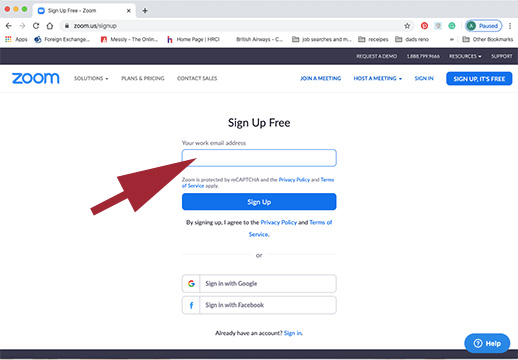 Sign Up Free - Zoom
zoom.us/signup
Paused
Apps
Foreign Exchange...
Messly - The Onlin...
Home Page | HRCI
British Airways - C...
job searches and m...
receipes
dads reno
Other Bookmarks
REQUEST A DEMO 1.888.799.9666 RESOURCES SUPPORT
zoom SOLUTIONS PLANS & PRICING CONTACT SALES JOIN A MEETING HOST A MEETING SIGN IN SIGN UP, IT'S FREE
Sign Up Free
Your work email address
Zoom is protected by reCAPTCHA and the Privacy Policy and Terms
of Service apply.
Sign Up
By signing up, I agree to the Privacy Policy and Terms of
Service.
or
G Sign in with Google
f Sign in with Facebook
Already have an account? Sign in.
Help